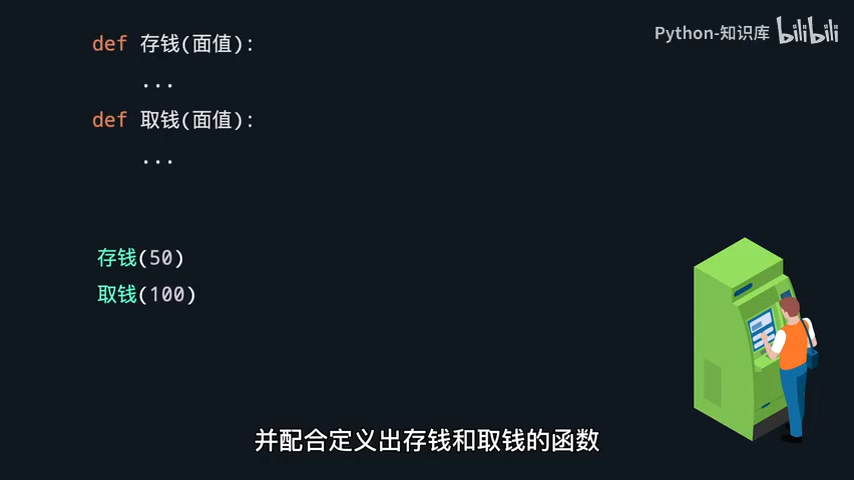 def 存钱(面值):
...
def 取钱(面值):
...
存钱(50)
取钱(100)
Python-知识库 bilibili
并配合定义出存钱和取钱的函数